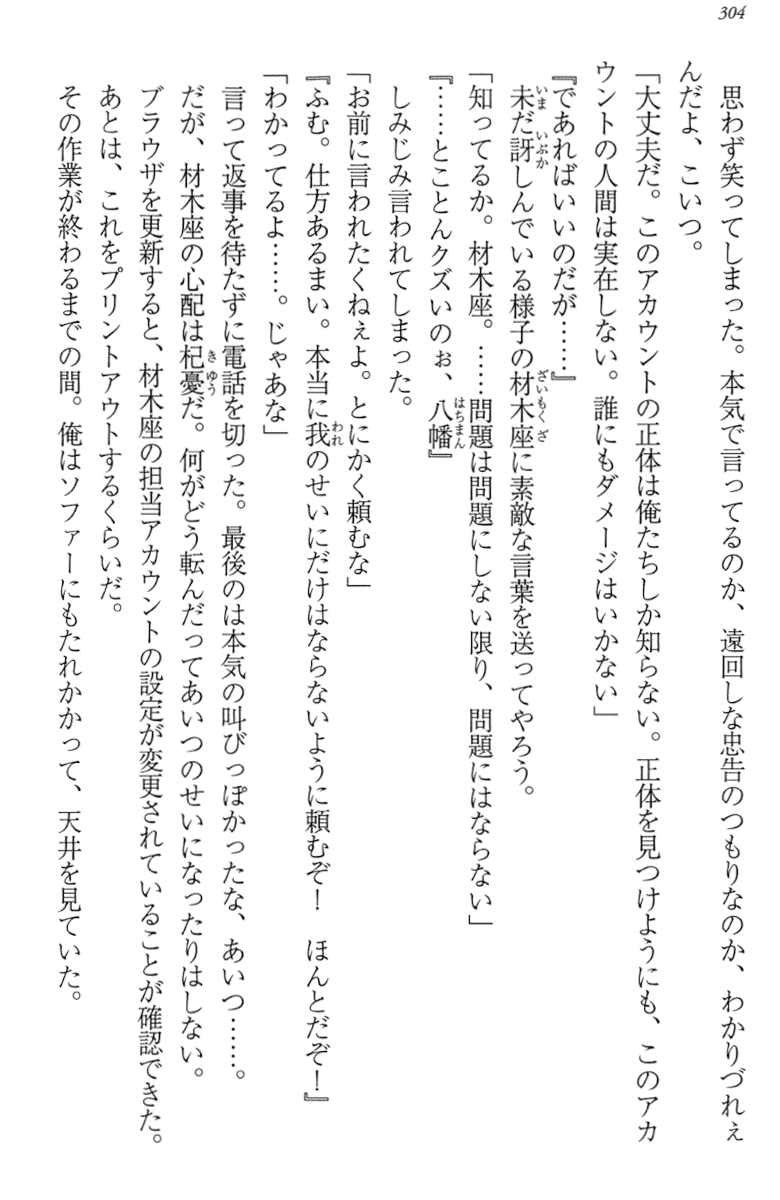 304
思わず笑ってしまった。本気で言ってるのか、遠回しな忠告のつもりなのか、わかりづれぇ
んだよ、こいつ。
「大丈夫だ。このアカウントの正体は俺たちしか知らない。正体を見つけようにも、このアカ
ウントの人間は実在しない。誰にもダメージはいかない」
『であればいいのだが……』
未だ訝しんでいる様子の材木座に素敵な言葉を送ってやろう。
「知ってるか。材木座。……問題は問題にしない限り、問題にはならない」
『……とことんクズいのぉ、八幡』
しみじみ言われてしまった。
「お前に言われたくねぇよ。とにかく頼むな」
『ふむ。仕方あるまい。本当に我のせいにだけはならないように頼むぞ！　ほんとだぞ！』
「わかってるよ……。じゃあな」
言って返事を待たずに電話を切った。最後のは本気の叫びっぽかったな、あいつ……。
だが、材木座の心配は杞憂だ。何がどう転んだってあいつのせいになったりはしない。
ブラウザを更新すると、材木座の担当アカウントの設定が変更されていることが確認できた。
あとは、これをプリントアウトするくらいだ。
その作業が終わるまでの間。俺はソファーにもたれかかって、天井を見ていた。